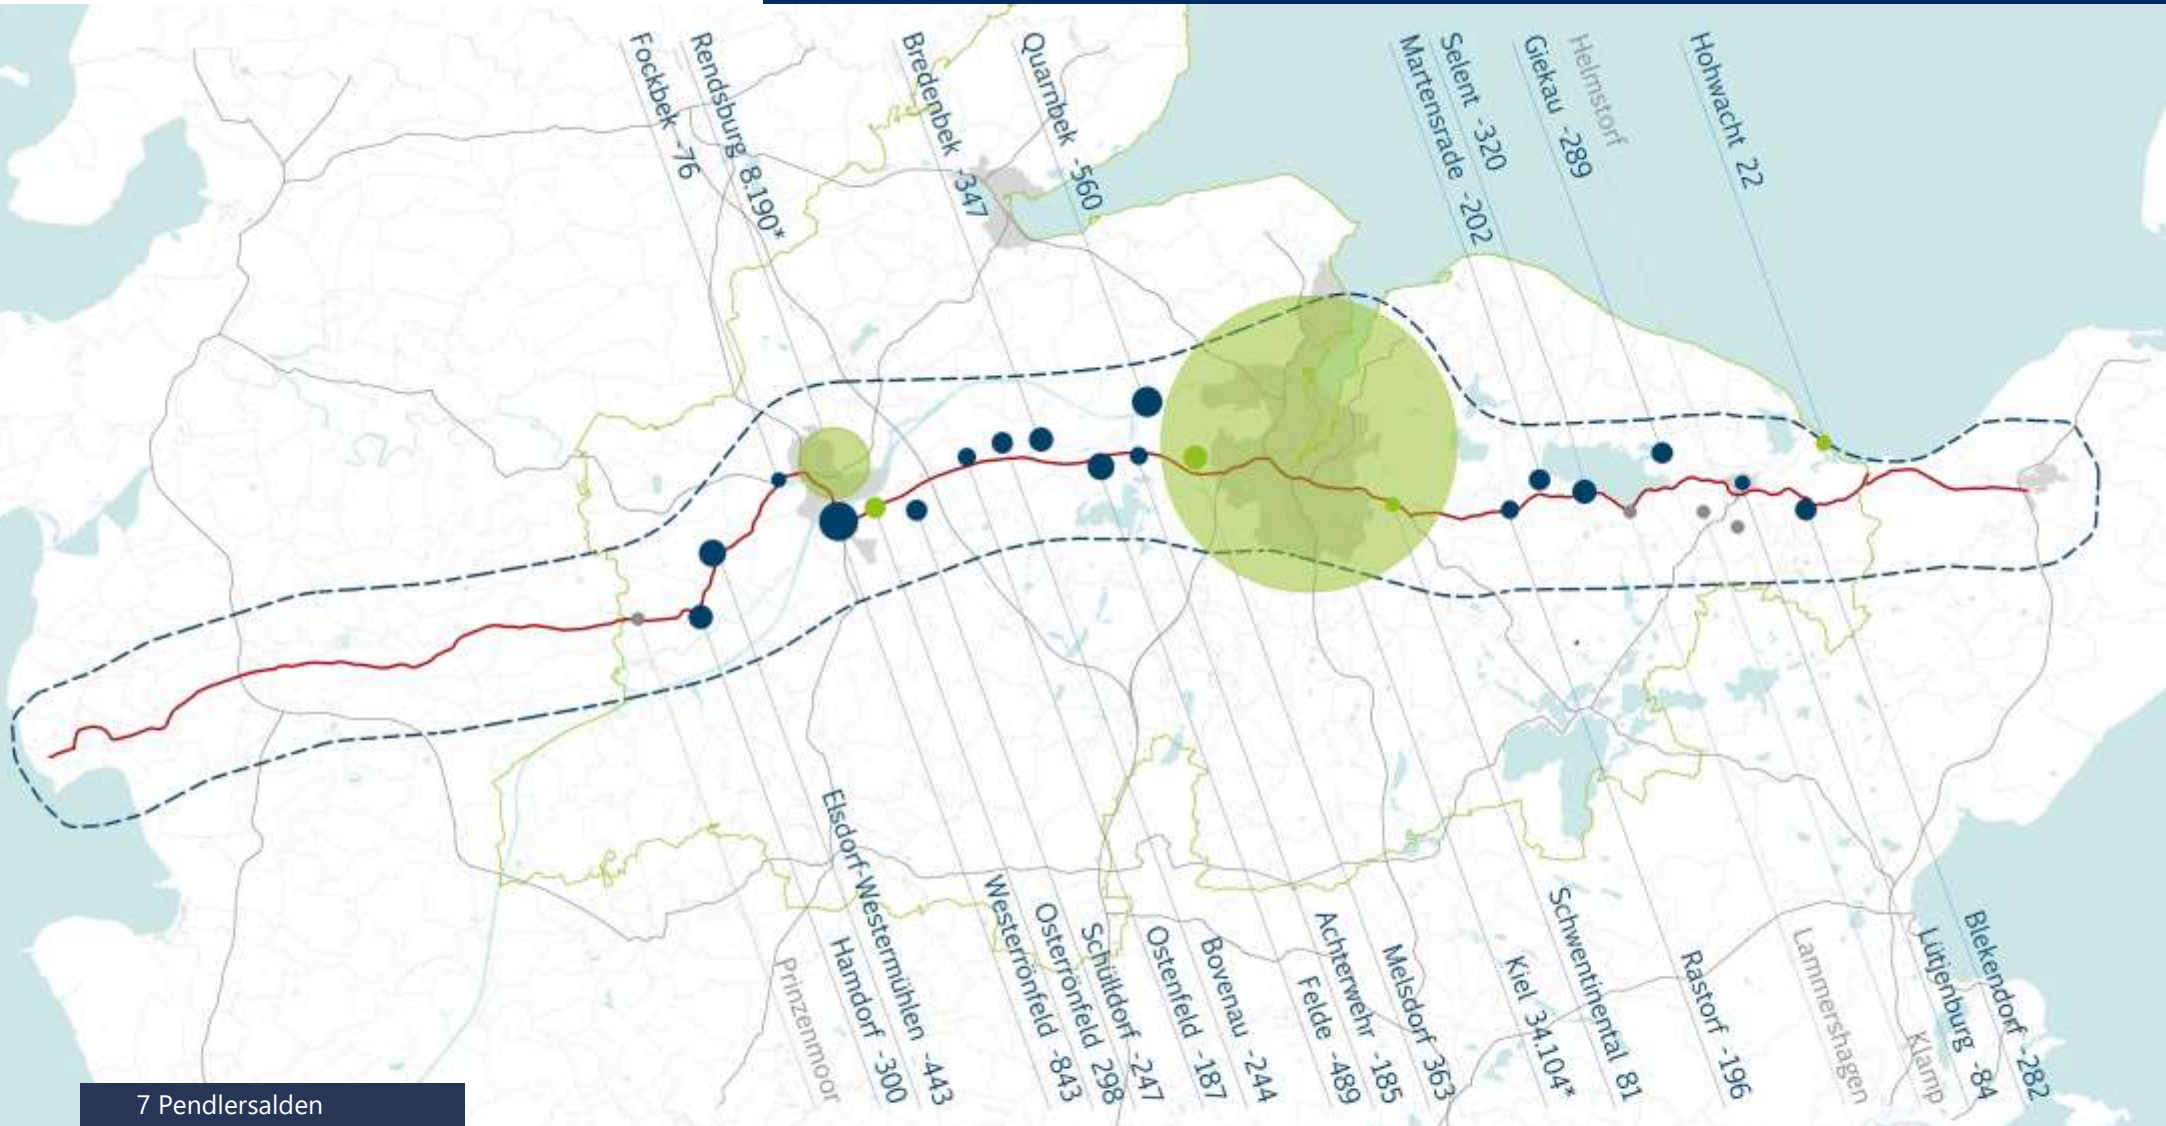 Fockbek -76
Rendsburg 8.190*
Bredenbek -347
Quarnbek -560
Martensrade -202
Selent -320
Giekau -289
Helmstorf
Hohwacht 22
Prinzenmoor
Hamdorf -300
Elsdorf-Westermühlen -443
Westerrönfeld -843
Osterrönfeld 298
Schülldorf -247
Ostenfeld -187
Bovenau -244
Felde -489
Achterwehr -185
Melsdorf 363
Kiel 34.104*
Schwentinental 81
Rastorf -196
Lammershagen
Klamp
Lütjenburg -84
Blekendorf -282
7 Pendlersalden